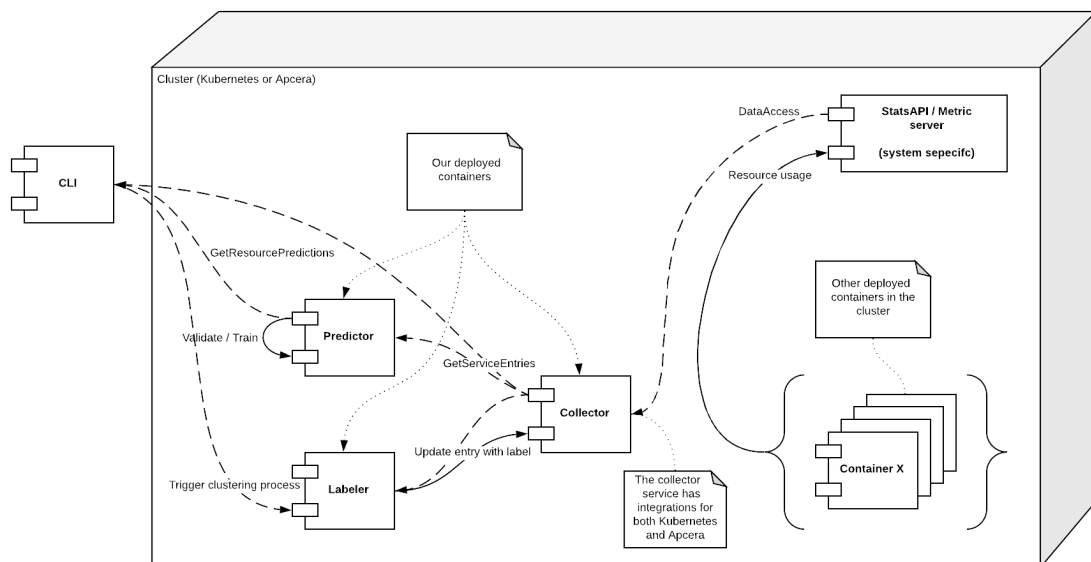 Cluster (Kubernetes or Apcera)
DataAccess
StatsAPI / Metric
server
(system sepecifc)
Our deployed
containers
CLI
Resource usage
GetResourcePredictions
Other deployed
containers in the
cluster
Validate / Train
Predictor
GetServiceEntries
Collector
Update entry with label
Container X
Trigger clustering process
Labeler
The collector
service has
integrations for
both Kubernetes
and Apcera